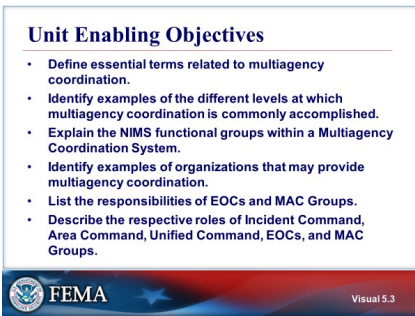 Unit Enabling Objectives
• Define essential terms related to multiagency
coordination.
• Identify examples of the different levels at which
multiagency coordination is commonly accomplished.
• Explain the NIMS functional groups within a Multiagency
Coordination System.
• Identify examples of organizations that may provide
multiagency coordination.
• List the responsibilities of EOCs and MAC Groups.
• Describe the respective roles of Incident Command,
Area Command, Unified Command, EOCs, and MAC
Groups.
FEMA
Visual 5.3